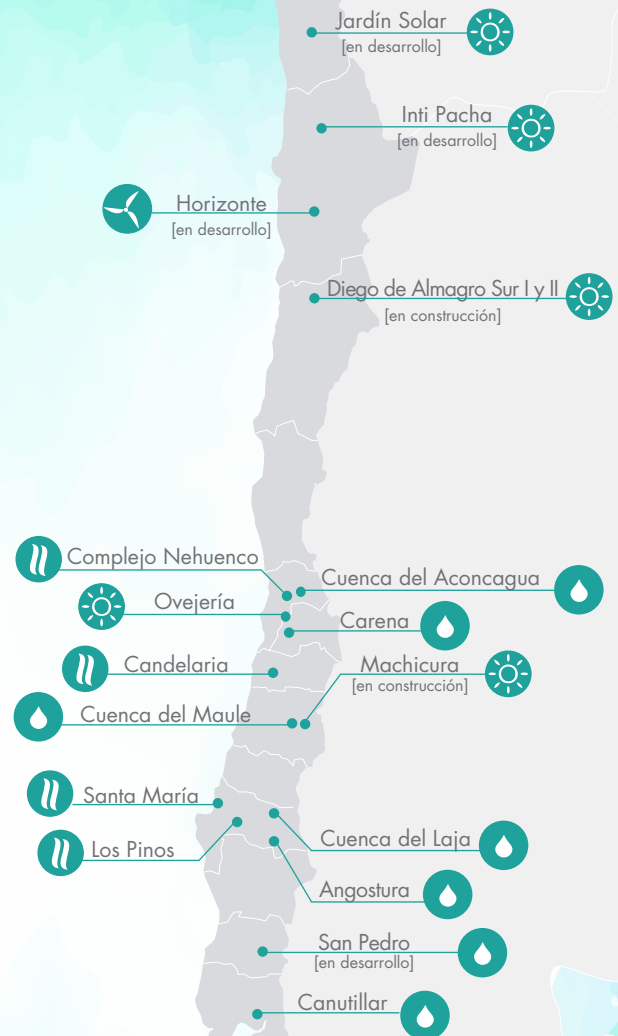 Jardín Solar
[en desarrollo]
Inti Pacha
[en desarrollo]
Horizonte
[en desarrollo]
Diego de Almagro Sur I y II
[en construcción]
Complejo Nehuenco
Cuenca del Aconcagua
Ovejería
Carena
Candelaria
Machicura
[en construcción]
Cuenca del Maule
Santa María
Los Pinos
Cuenca del Laja
Angostura
San Pedro
[en desarrollo]
Canutillar